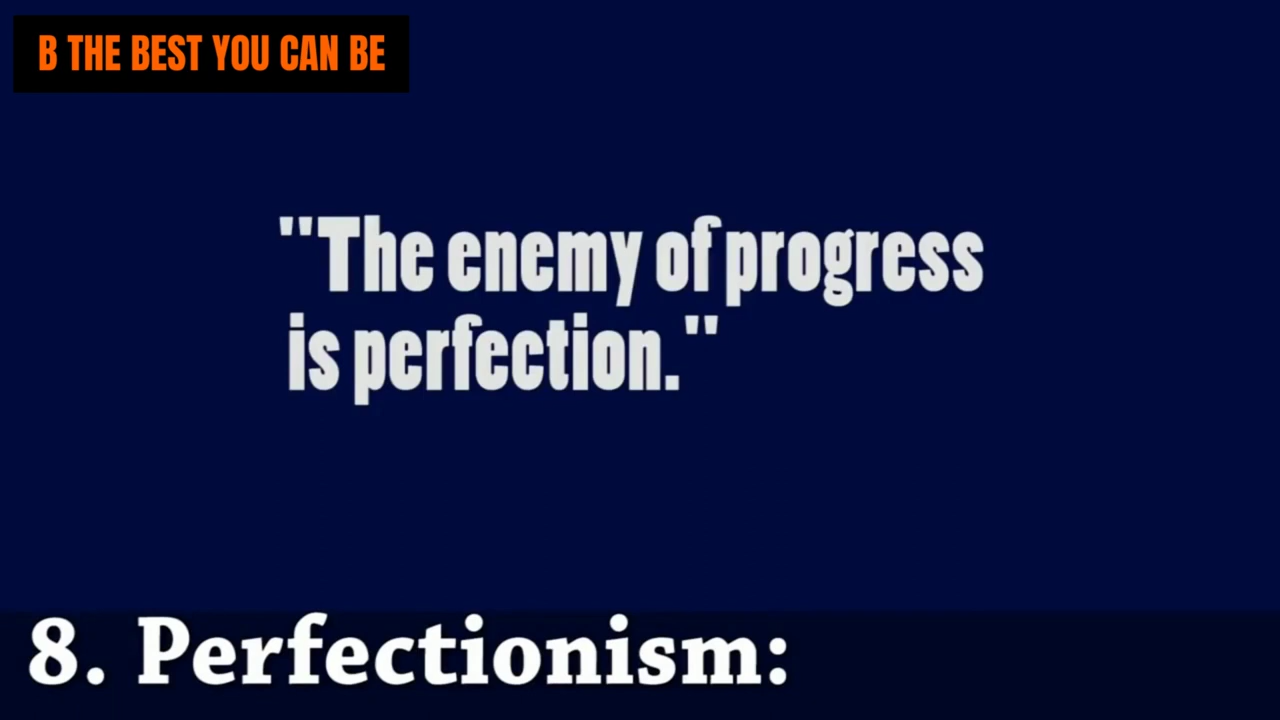 B THE BEST YOU CAN BE
"The enemy of progress
is perfection."
8. Perfectionism: